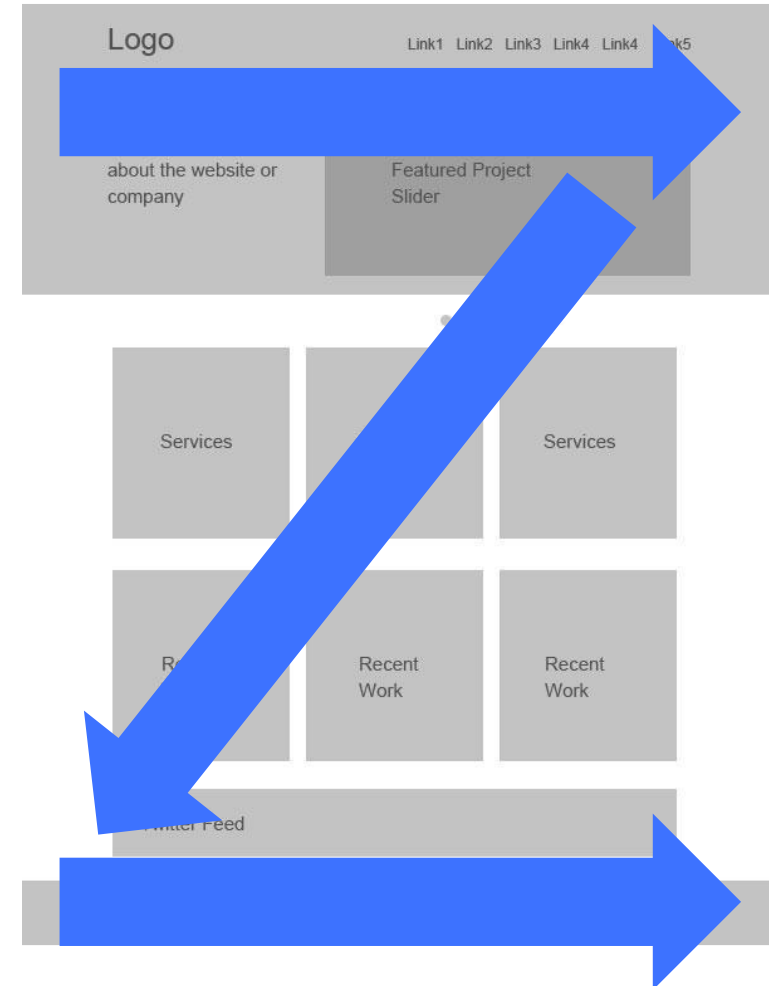 Logo
Link1 Link2 Link3 Link4 Link4
about the website or
company
Featured Project
Slider
Services
Services
Recent
Work
Recent
Work
Feed